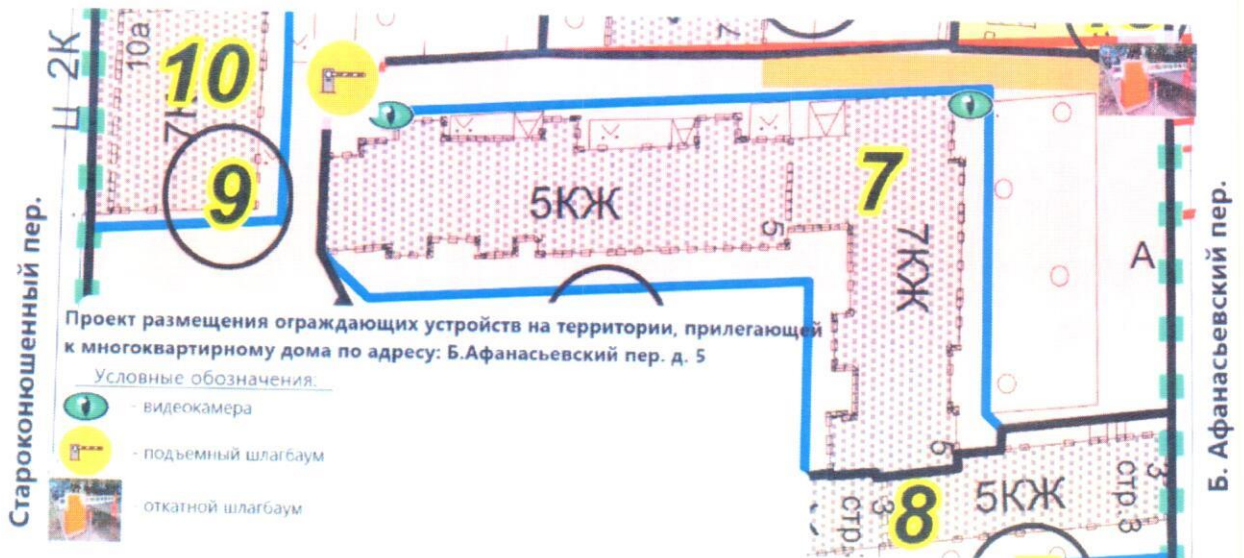 Ц 2К
10а
10
9
7
5КЖ
5
7
7КЖ
5
А
Староконюшенный пер.
Б. Афанасьевский пер.
Проект размещения ограждающих устройств на территории, прилегающей
к многоквартирному дома по адресу: Б.Афанасьевский пер. д. 5
Условные обозначения:
- видеокамера
- подъемный шлагбаум
- откатной шлагбаум
8
5КЖ
3
стр.3
3
стр